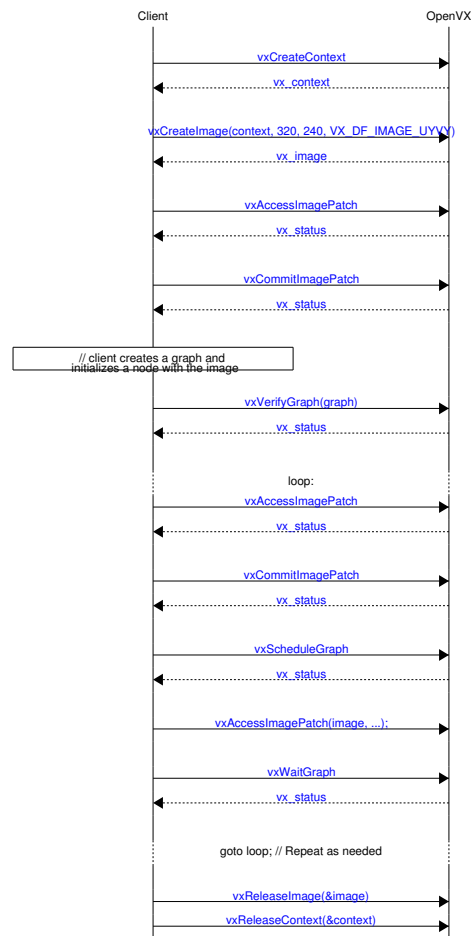 Client OpenVX
vxCreateContext
vx_context
vxCreateImage(context, 320, 240, VX_DF_IMAGE_UYVY)
vx_image
vxAccessImagePatch
vx_status
vxCommitImagePatch
vx_status
// client creates a graph and
initializes a node with the image
vxVerifyGraph(graph)
vx_status
loop:
vxAccessImagePatch
vx_status
vxCommitImagePatch
vx_status
vxScheduleGraph
vx_status
vxAccessImagePatch(image, ...);
vxWaitGraph
vx_status
goto loop; // Repeat as needed
vxReleaseImage(&image)
vxReleaseContext(&context)